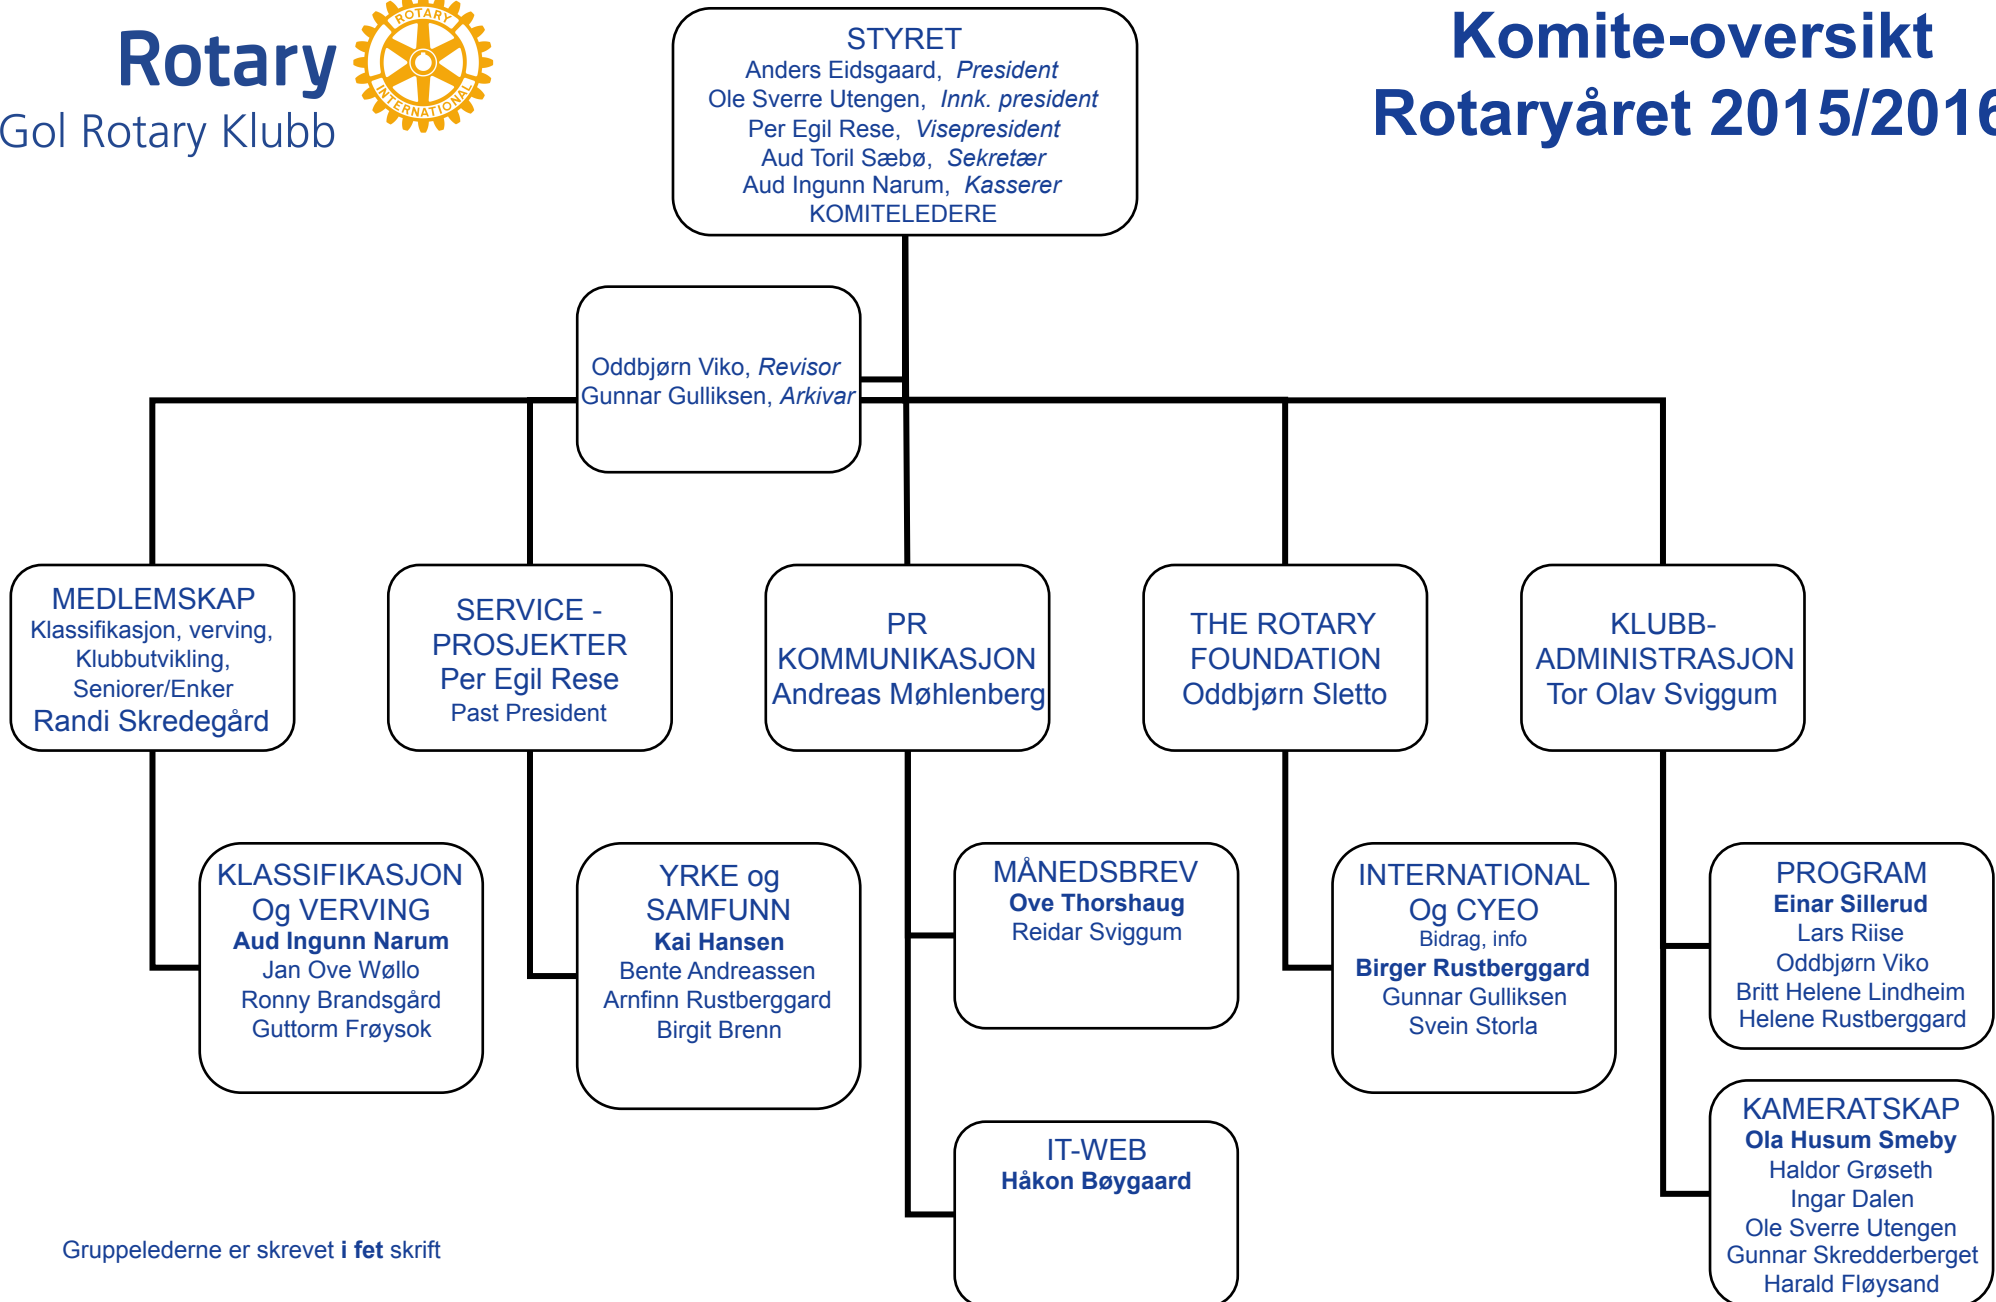 Rotary
Gol Rotary Klubb
ROTARY
INTERNATIONAL
Komite-oversikt
Rotaryåret 2015/2016
STYRET
Anders Eidsgaard, President
Ole Sverre Utengen, Innk. president
Per Egil Rese, Visepresident
Aud Toril Sæbø, Sekretær
Aud Ingunn Narum, Kasserer
KOMITELEDERE
Oddbjørn Viko, Revisor
Gunnar Gulliksen, Arkivar
MEDLEMSKAP
Klassifikasjon, verving,
Klubbutvikling,
Seniorer/Enker
Randi Skredegård
SERVICE -
PROSJEKTER
Per Egil Rese
Past President
PR
KOMMUNIKASJON
Andreas Møhlenberg
THE ROTARY
FOUNDATION
Oddbjørn Sletto
KLUBB-
ADMINISTRASJON
Tor Olav Sviggum
KLASSIFIKASJON
Og VERVING
Aud Ingunn Narum
Jan Ove Wøllo
Ronny Brandsgård
Guttorm Frøysok
YRKE og
SAMFUNN
Kai Hansen
Bente Andreassen
Arnfinn Rustberggard
Birgit Brenn
MÅNEDSBREV
Ove Thorshaug
Reidar Sviggum
INTERNATIONAL
Og CYEO
Bidrag, info
Birger Rustberggard
Gunnar Gulliksen
Svein Storla
PROGRAM
Einar Sillerud
Lars Riise
Oddbjørn Viko
Britt Helene Lindheim
Helene Rustberggard
IT-WEB
Håkon Bøygaard
KAMERATSKAP
Ola Husum Smeby
Haldor Grøseth
Ingar Dalen
Ole Sverre Utengen
Gunnar Skredderberget
Harald Fløysand
Gruppelederne er skrevet i fet skrift